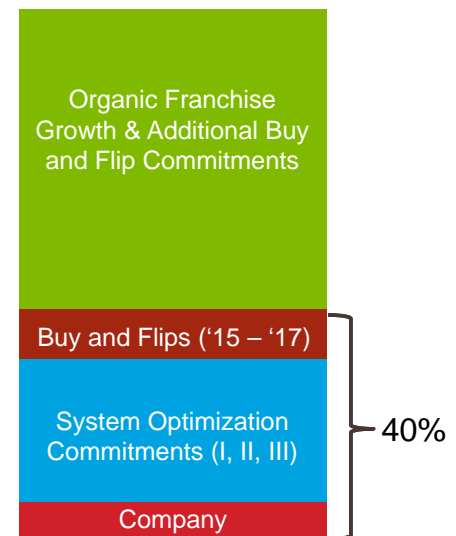 Organic Franchise
Growth & Additional Buy
and Flip Commitments
Buy and Flips (‘15 – ‘17)
System Optimization
Commitments (I, II, III)
40%
Company